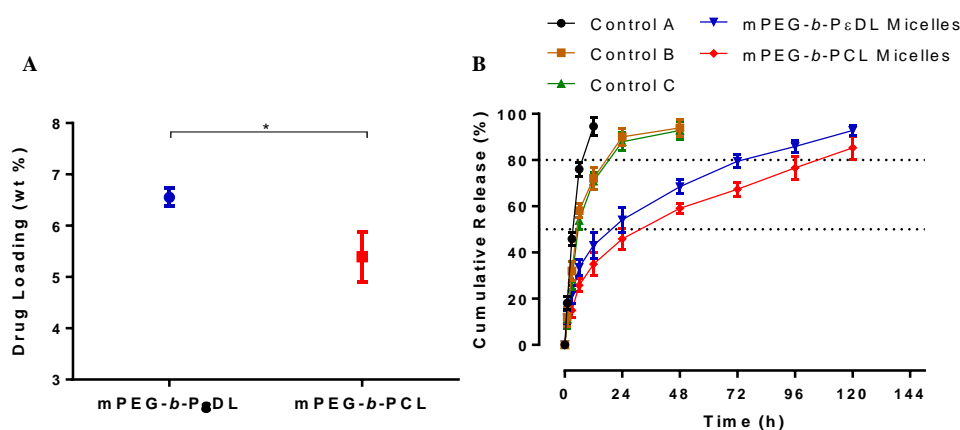 A
Drug Loading (wt %)
8
7
6
5
4
3
*
mPEG-b-PεDL
mPEG-b-PCL
B
Control A
Control B
Control C
mPEG-b-PεDL Micelles
mPEG-b-PCL Micelles
Cumulative Release (%)
100
80
60
40
20
0
0 24 48 72 96 120 144
Time (h)